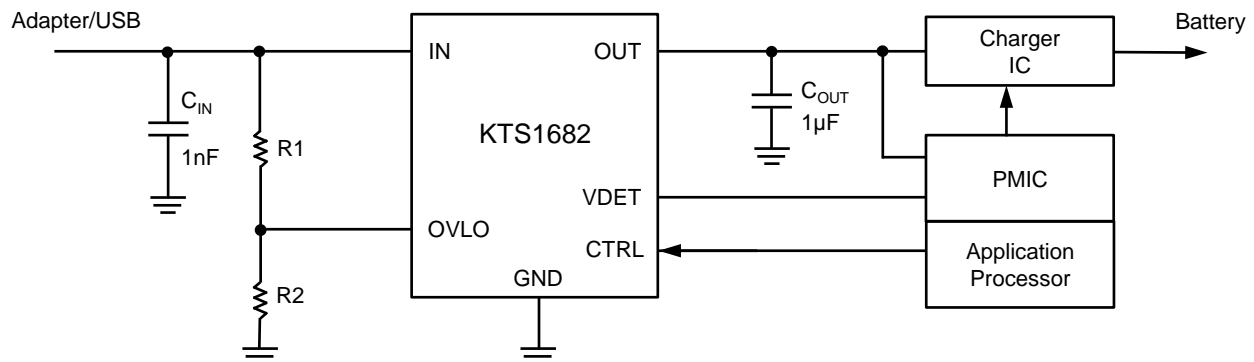 Adapter/USB
Battery
IN
OUT
Charger
IC
C_IN
1nF
R1
C_OUT
1µF
KTS1682
PMIC
VDET
OVLO
CTRL
Application
Processor
GND
R2